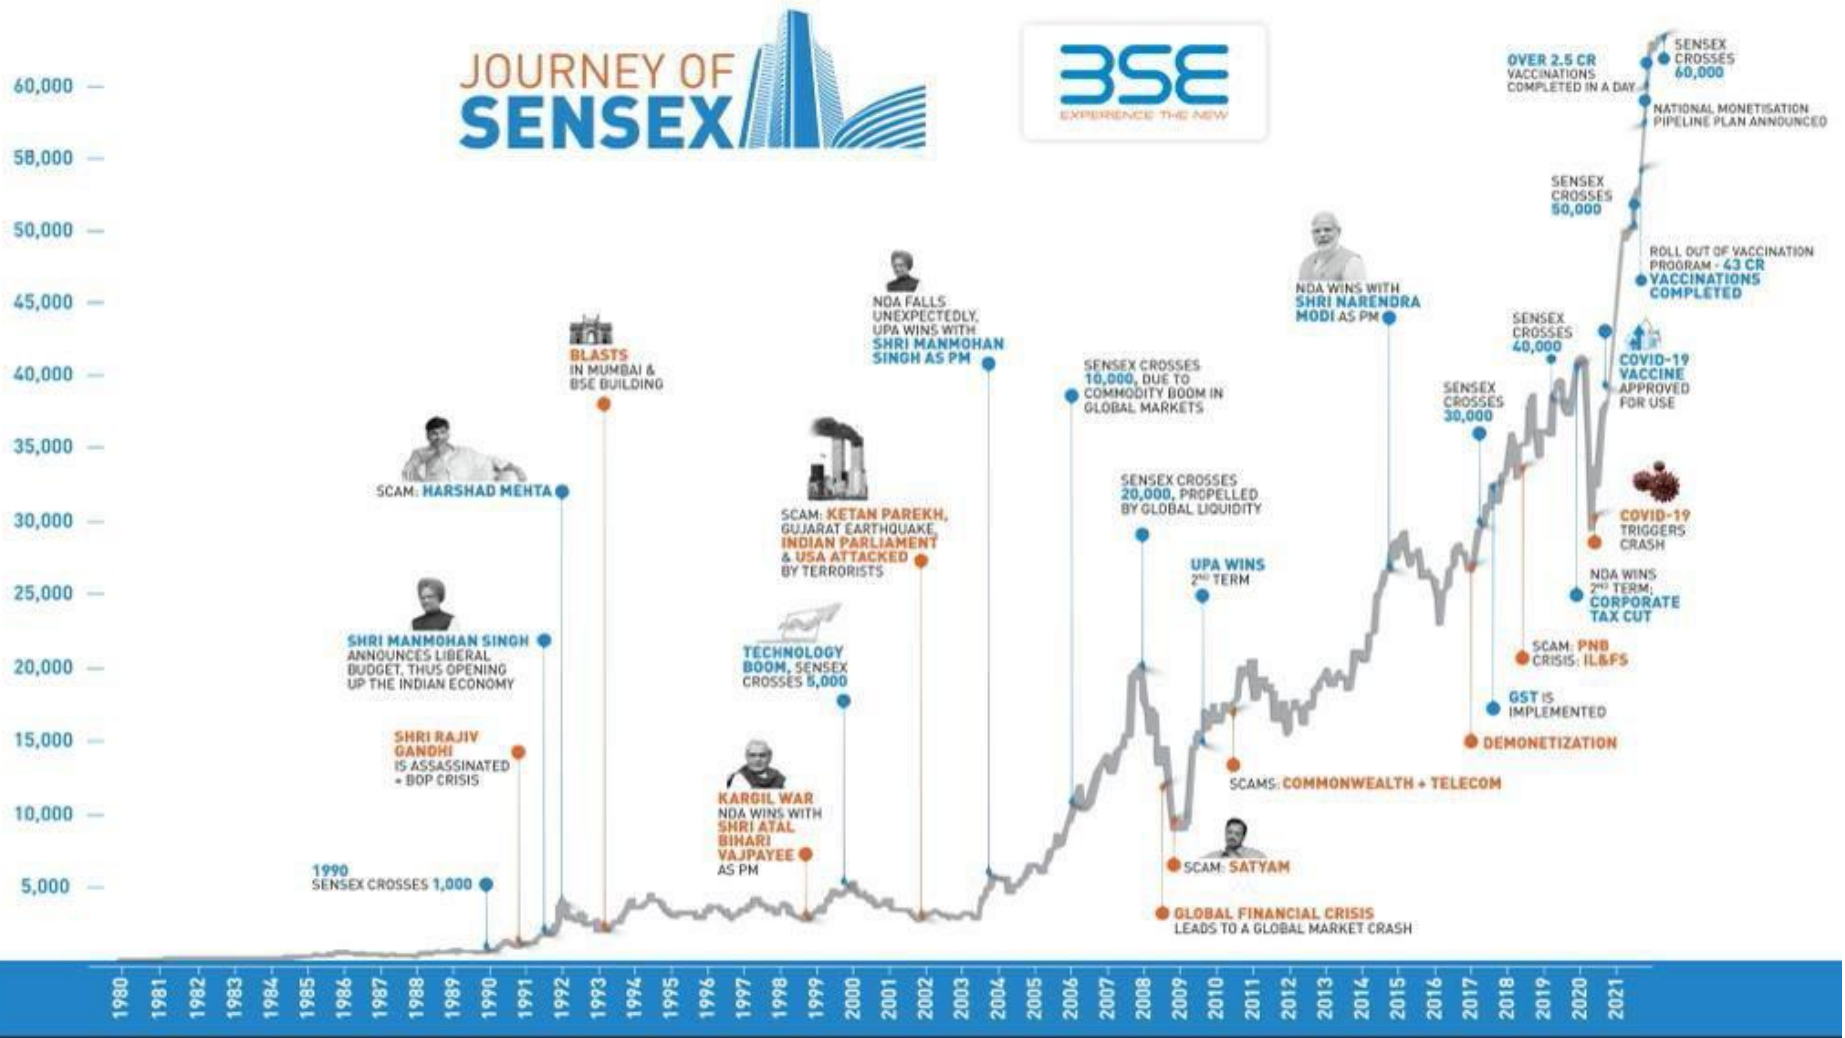 JOURNEY OF
SENSEX
BSE
EXPERIENCE THE NEW
60,000
58,000
50,000
45,000
40,000
35,000
30,000
25,000
20,000
15,000
10,000
5,000
1990
SENSEX CROSSES 1,000
SHRI RAJIV
GANDHI
IS ASSASSINATED
+ BOP CRISIS
SHRI MANMOHAN SINGH
ANNOUNCES LIBERAL
BUDGET, THUS OPENING
UP THE INDIAN ECONOMY
SCAM: HARSHAD MEHTA
BLASTS
IN MUMBAI &
BSE BUILDING
KARGIL WAR
NDA WINS WITH
SHRI ATAL
BIHARI
VAJPAYEE
AS PM
TECHNOLOGY
BOOM, SENSEX
CROSSES 5,000
SCAM: KETAN PAREKH,
GUJARAT EARTHQUAKE,
INDIAN PARLIAMENT
& USA ATTACKED
BY TERRORISTS
NDA FALLS
UNEXPECTEDLY,
UPA WINS WITH
SHRI MANMOHAN
SINGH AS PM
SENSEX CROSSES
10,000, DUE TO
COMMODITY BOOM IN
GLOBAL MARKETS
SENSEX CROSSES
20,000, PROPELLED
BY GLOBAL LIQUIDITY
GLOBAL FINANCIAL CRISIS
LEADS TO A GLOBAL MARKET CRASH
SCAM: SATYAM
UPA WINS
2ND TERM
SCAMS: COMMONWEALTH + TELECOM
NDA WINS WITH
SHRI NARENDRA
MODI AS PM
DEMONETIZATION
SENSEX
CROSSES
30,000
GST IS
IMPLEMENTED
SCAM: PNB
CRISIS: IL&FS
SENSEX
CROSSES
40,000
NDA WINS
2ND TERM;
CORPORATE
TAX CUT
COVID-19
TRIGGERS
CRASH
COVID-19
VACCINE
APPROVED
FOR USE
SENSEX
CROSSES
50,000
ROLL OUT OF VACCINATION
PROGRAM - 43 CR
VACCINATIONS
COMPLETED
NATIONAL MONETISATION
PIPELINE PLAN ANNOUNCED
OVER 2.5 CR
VACCINATIONS
COMPLETED IN A DAY
SENSEX
CROSSES
60,000
1980
1981
1982
1983
1984
1985
1986
1987
1988
1989
1990
1991
1992
1993
1994
1995
1996
1997
1998
1999
2000
2001
2002
2003
2004
2005
2006
2007
2008
2009
2010
2011
2012
2013
2014
2015
2016
2017
2018
2019
2020
2021